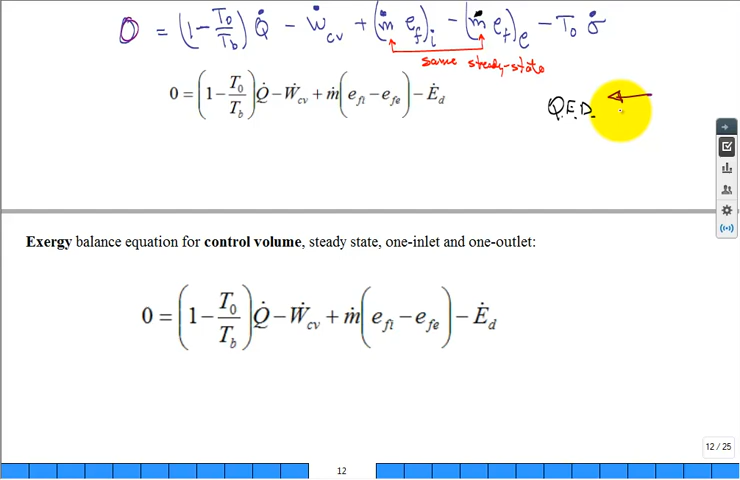 0 = (1 - T₀/T_b) Q̇ - Ẇ_cv + (ṁ e_f)_i - (ṁ e_f)_e - T₀ σ̇
same steady-state
0 = (1 - T₀/T_b) Q̇ - Ẇ_cv + ṁ(e_fi - e_fe) - Ė_d
Q.E.D.
Exergy balance equation for control volume, steady state, one-inlet and one-outlet:
0 = (1 - T₀/T_b) Q̇ - Ẇ_cv + ṁ(e_fi - e_fe) - Ė_d
12 / 25
12